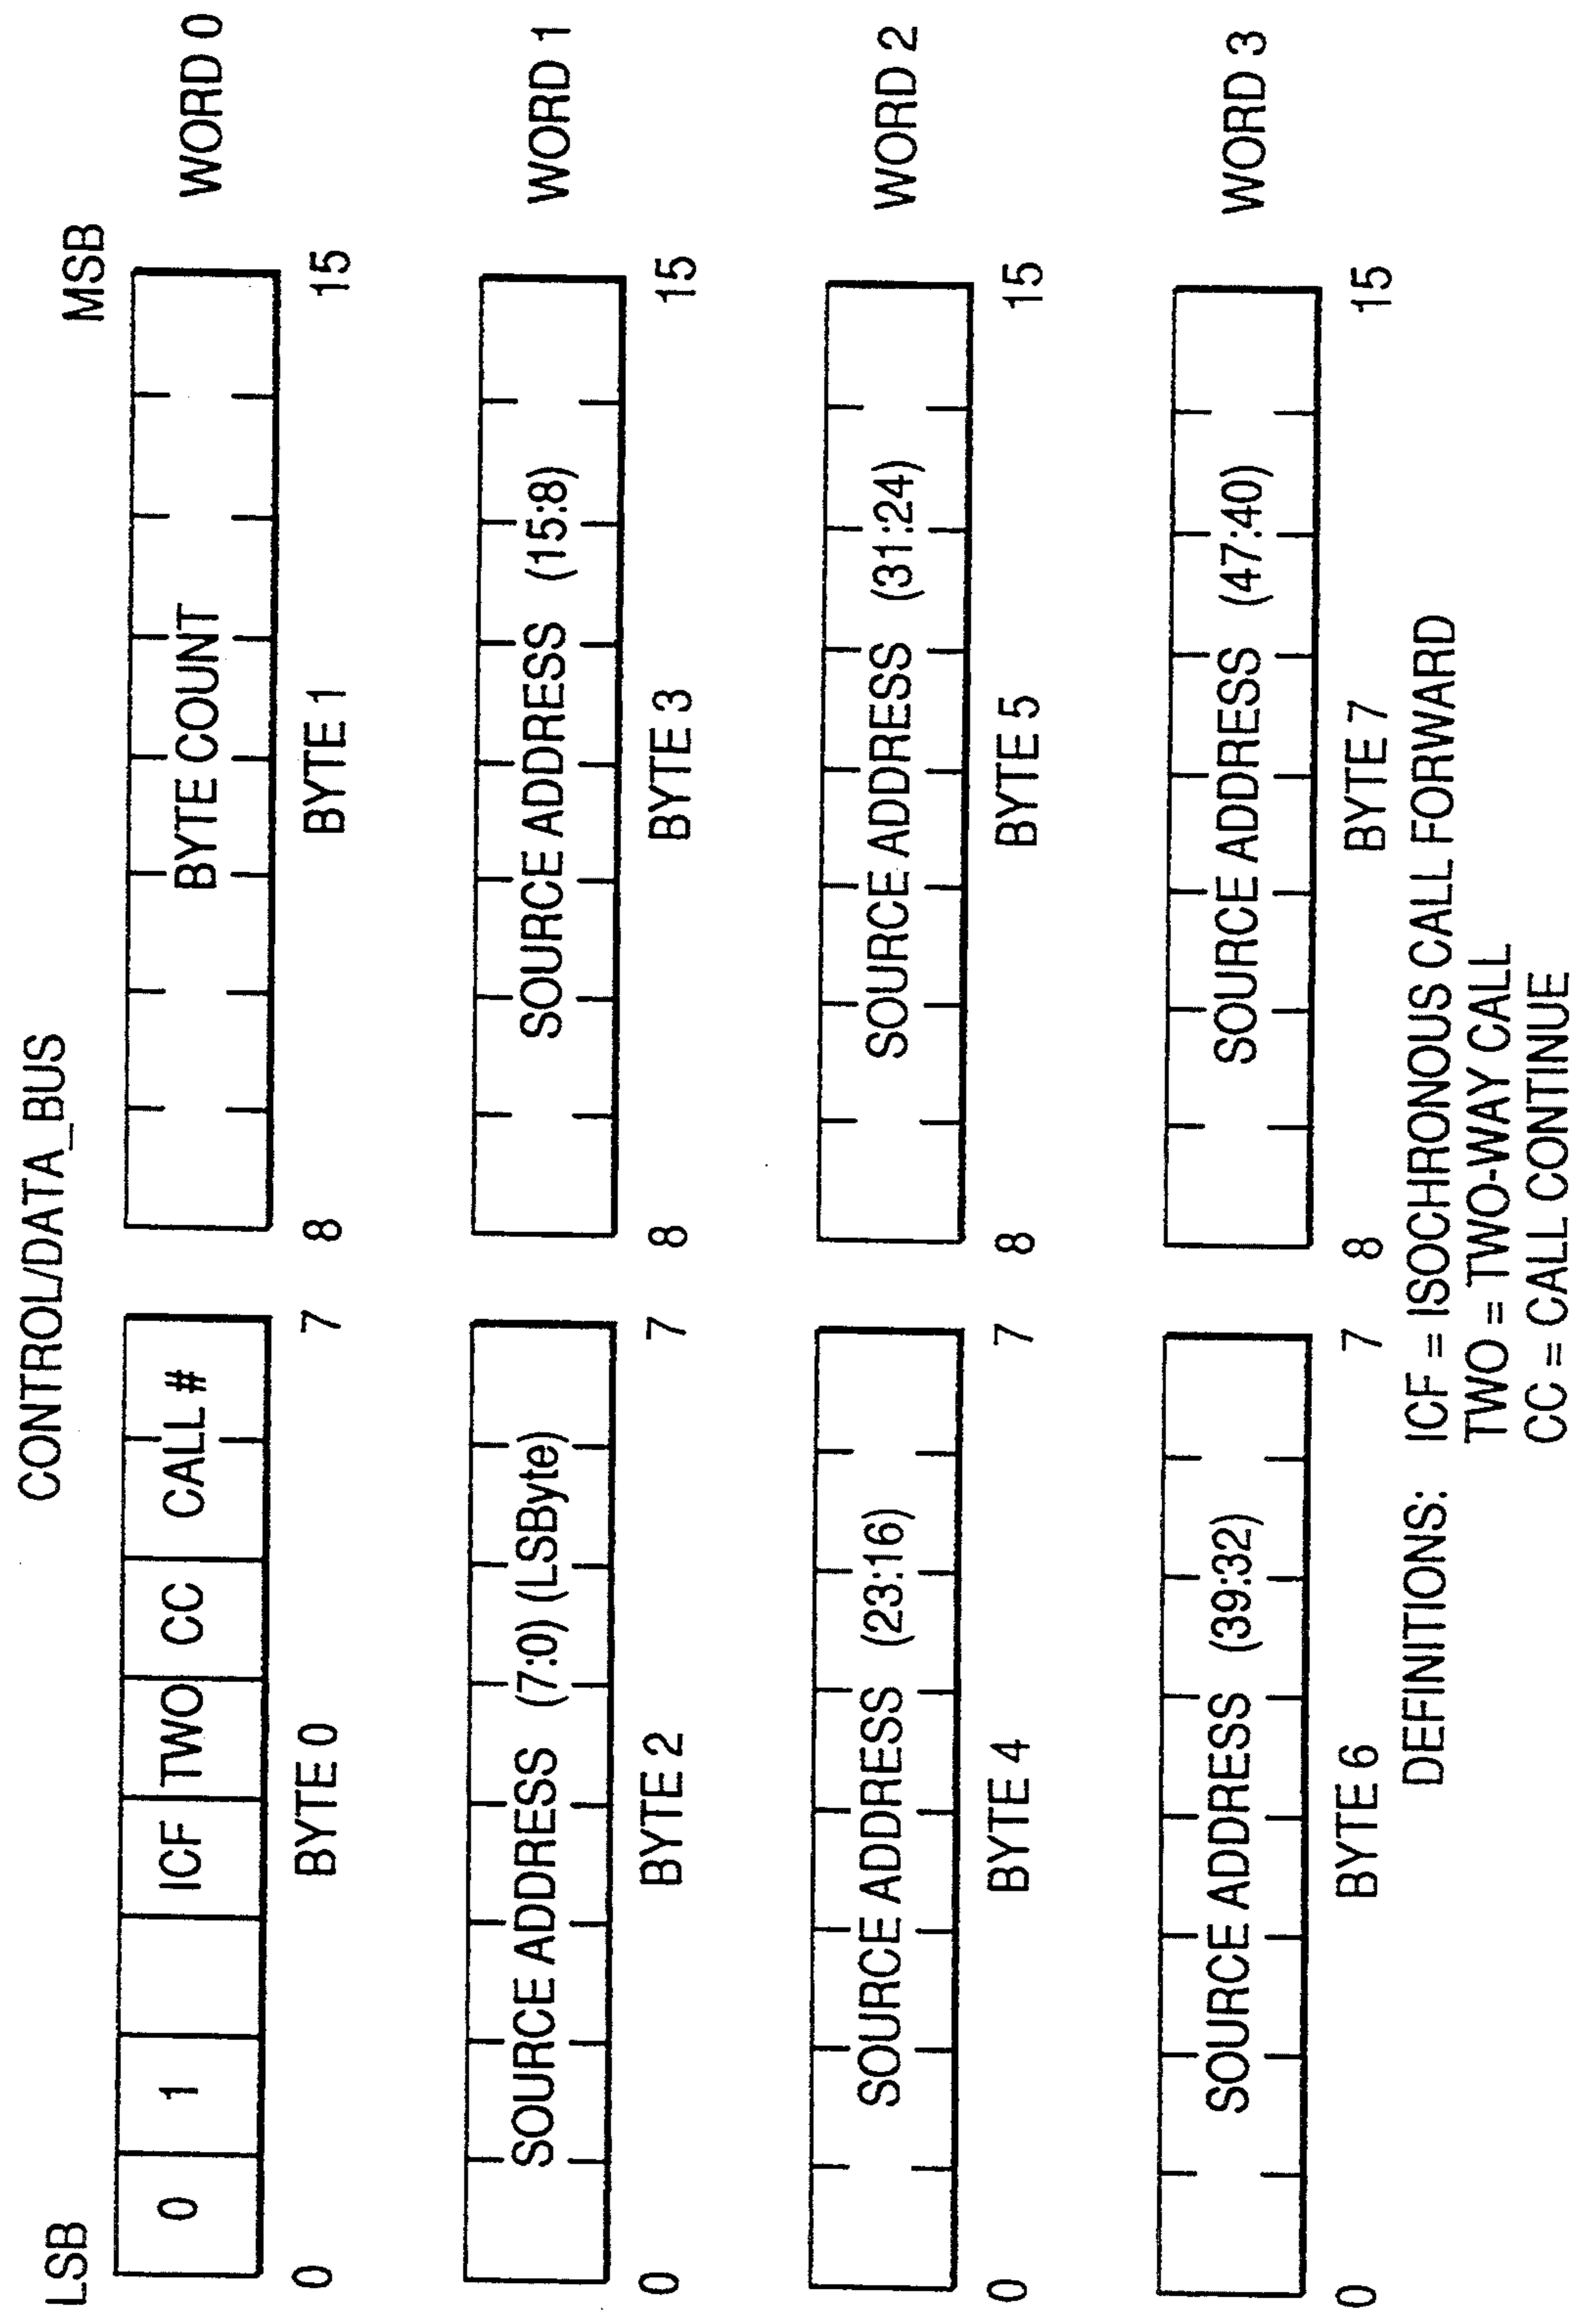 CONTROL/DATA_BUS
LSB MSB
0 1 ICF TWO CC CALL # BYTE COUNT WORD 0
0 BYTE 0 7 8 BYTE 1 15
SOURCE ADDRESS (7:0) (LSByte) SOURCE ADDRESS (15:8) WORD 1
0 BYTE 2 7 8 BYTE 3 15
SOURCE ADDRESS (23:16) SOURCE ADDRESS (31:24) WORD 2
0 BYTE 4 7 8 BYTE 5 15
SOURCE ADDRESS (39:32) SOURCE ADDRESS (47:40) WORD 3
0 BYTE 6 7 8 BYTE 7 15
DEFINITIONS: ICF = ISOCHRONOUS CALL FORWARD
TWO = TWO-WAY CALL
CC = CALL CONTINUE